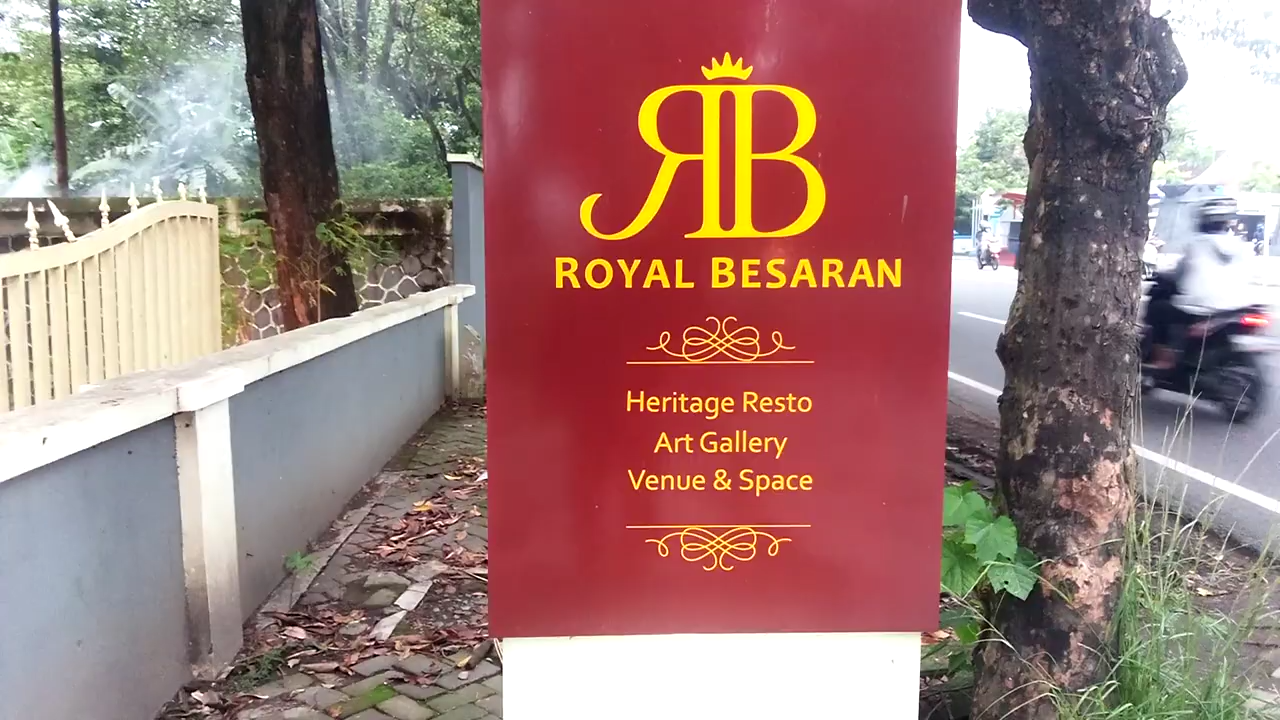 RB
ROYAL BESARAN
Heritage Resto
Art Gallery
Venue & Space